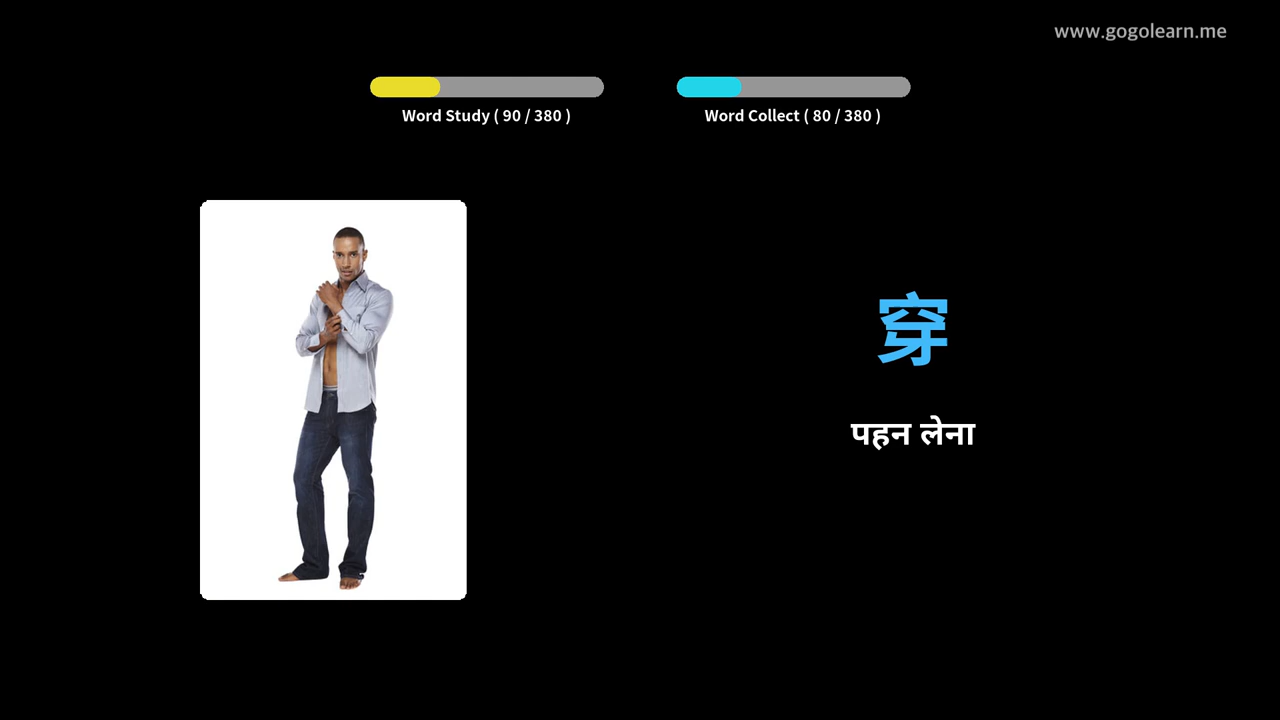 www.gogolearn.me
Word Study ( 90 / 380 )
Word Collect ( 80 / 380 )
穿
पहन लेना